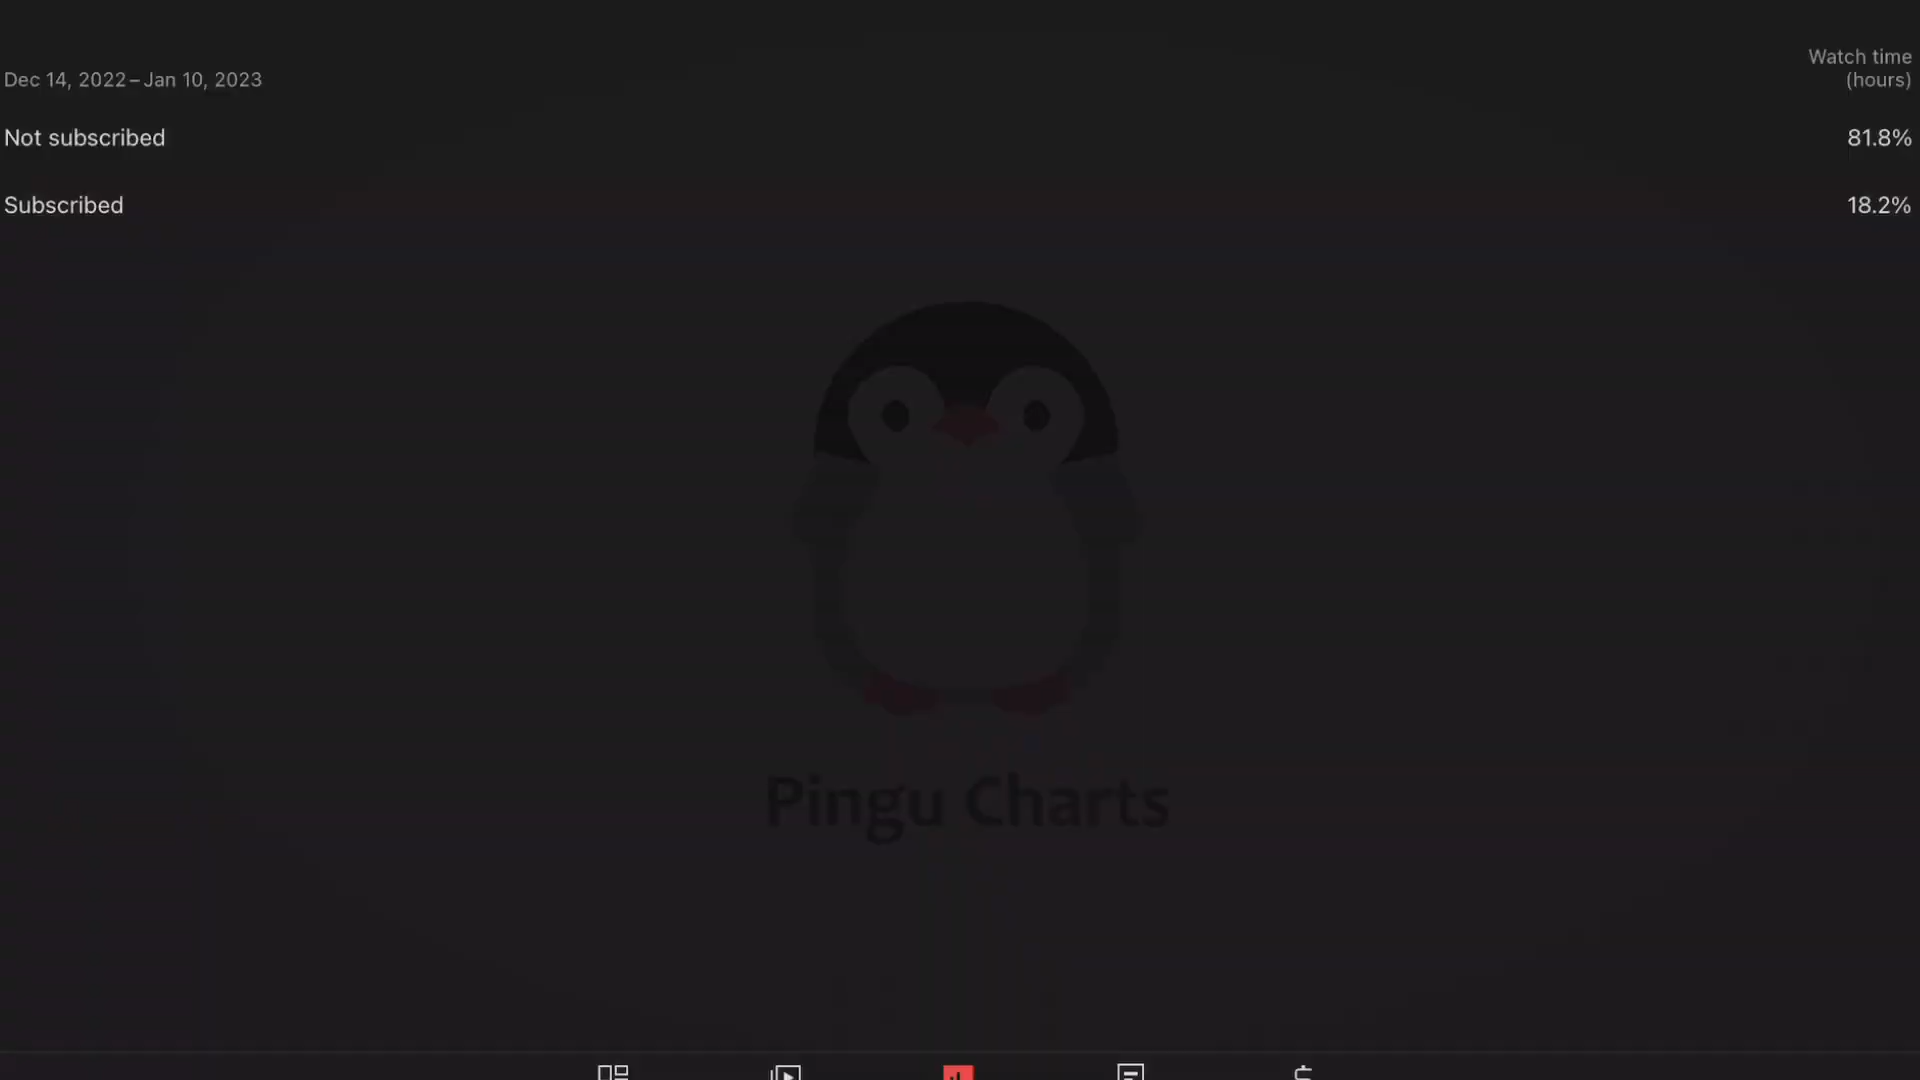 Watch time
Dec 14, 2022 – Jan 10, 2023
(hours)
Not subscribed
81.8%
Subscribed
18.2%
Pingu Charts